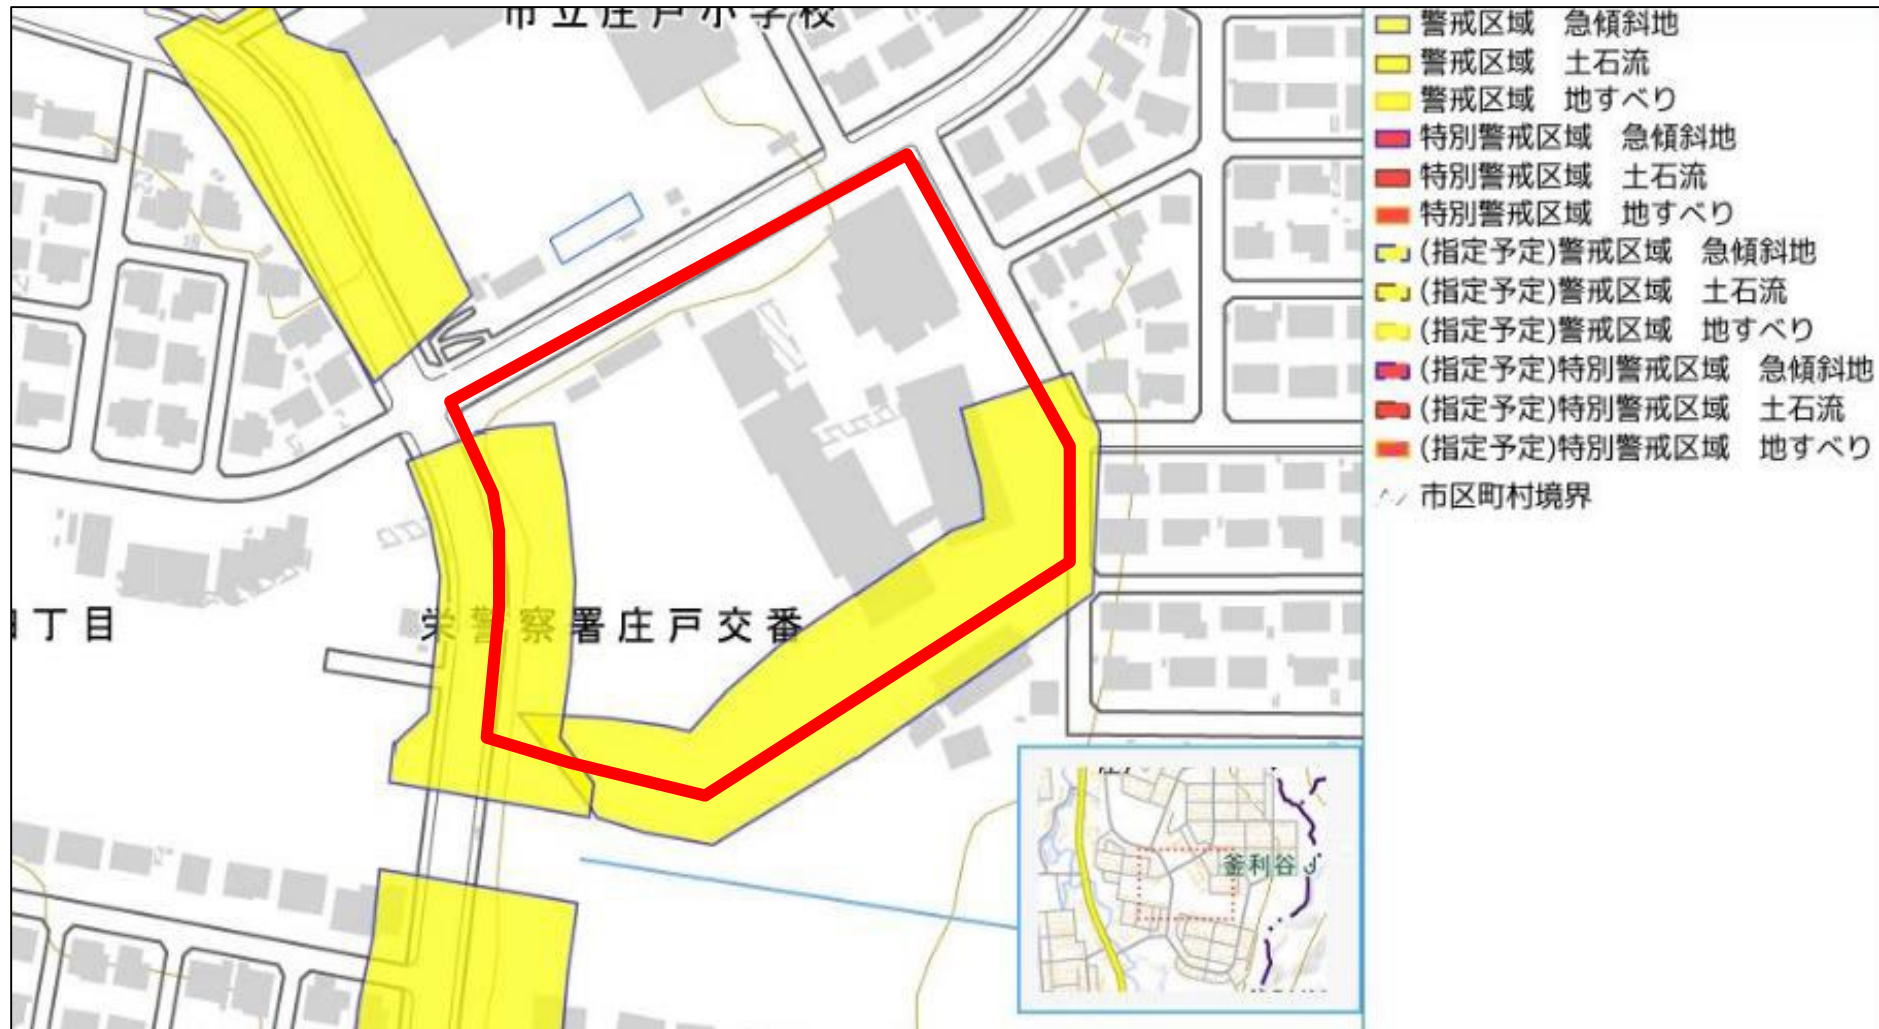 市立庄戸小学校
丁目
栄警察署庄戸交番
釜利谷
警戒区域 急傾斜地
警戒区域 土石流
警戒区域 地すべり
特別警戒区域 急傾斜地
特別警戒区域 土石流
特別警戒区域 地すべり
(指定予定)警戒区域 急傾斜地
(指定予定)警戒区域 土石流
(指定予定)警戒区域 地すべり
(指定予定)特別警戒区域 急傾斜地
(指定予定)特別警戒区域 土石流
(指定予定)特別警戒区域 地すべり
市区町村境界